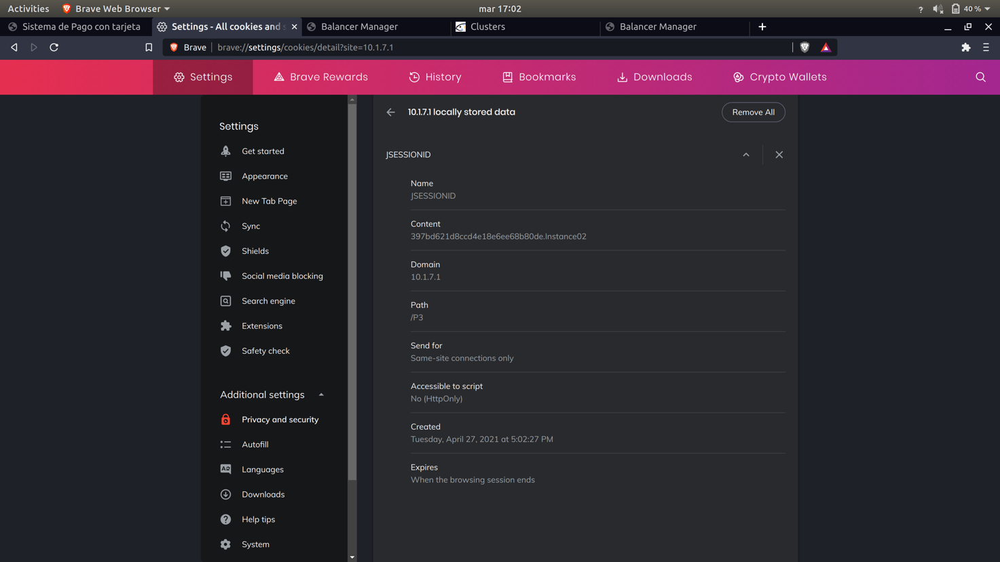 Activities
Brave Web Browser
mar 17:02
?
40 %
Sistema de Pago con tarjeta
Settings - All cookies and s
Balancer Manager
Clusters
Balancer Manager
Brave
brave://settings/cookies/detail?site=10.1.7.1
Settings
Brave Rewards
History
Bookmarks
Downloads
Crypto Wallets
Settings
Get started
Appearance
New Tab Page
Sync
Shields
Social media blocking
Search engine
Extensions
Safety check
Additional settings
Privacy and security
Autofill
Languages
Downloads
Help tips
System
10.1.7.1 locally stored data
Remove All
JSESSIONID
Name
JSESSIONID
Content
397bd621d8ccd4e18e6ee68b80de.Instance02
Domain
10.1.7.1
Path
/P3
Send for
Same-site connections only
Accessible to script
No (HttpOnly)
Created
Tuesday, April 27, 2021 at 5:02:27 PM
Expires
When the browsing session ends